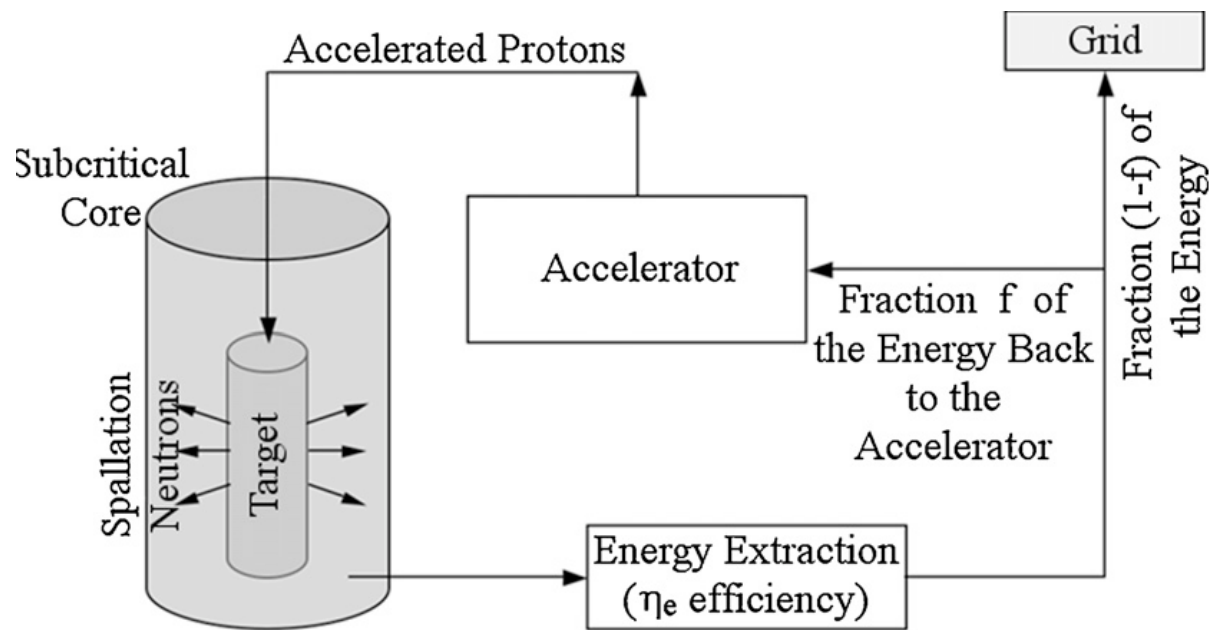 Accelerated Protons
Grid
Subcritical
Core
Accelerator
Fraction f of
the Energy Back
to the
Accelerator
Fraction (1-f) of
the Energy
Spallation
Neutrons
Target
Energy Extraction
(ηe efficiency)